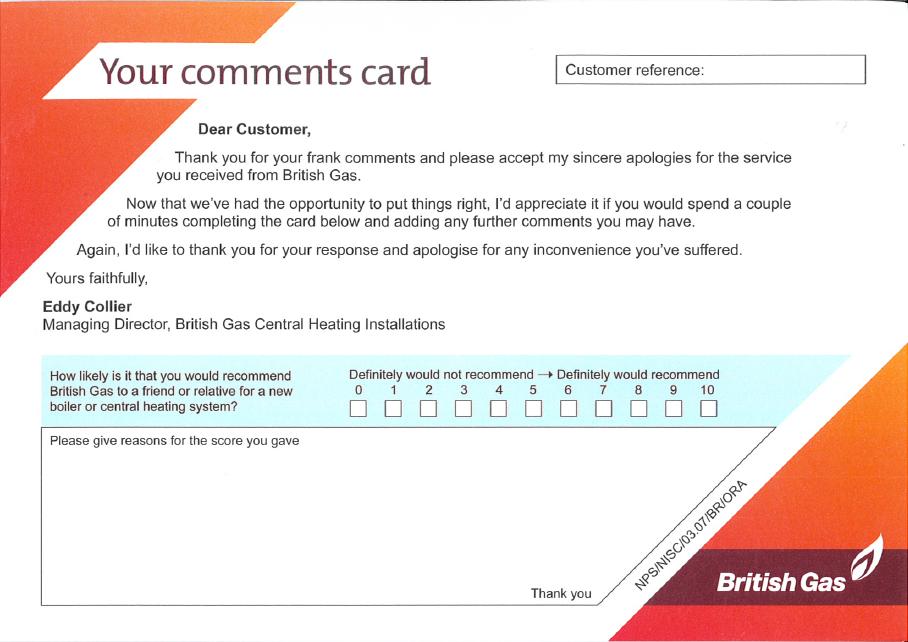 Your comments card
Customer reference:
Dear Customer,
Thank you for your frank comments and please accept my sincere apologies for the service
you received from British Gas.
Now that we've had the opportunity to put things right, I'd appreciate it if you would spend a couple
of minutes completing the card below and adding any further comments you may have.
Again, I'd like to thank you for your response and apologise for any inconvenience you've suffered.
Yours faithfully,
Eddy Collier
Managing Director, British Gas Central Heating Installations
How likely is it that you would recommend
British Gas to a friend or relative for a new
boiler or central heating system?
Definitely would not recommend → Definitely would recommend
0 1 2 3 4 5 6 7 8 9 10
Please give reasons for the score you gave
Thank you
NPS/NISC/03.07/BR/ORA
British Gas